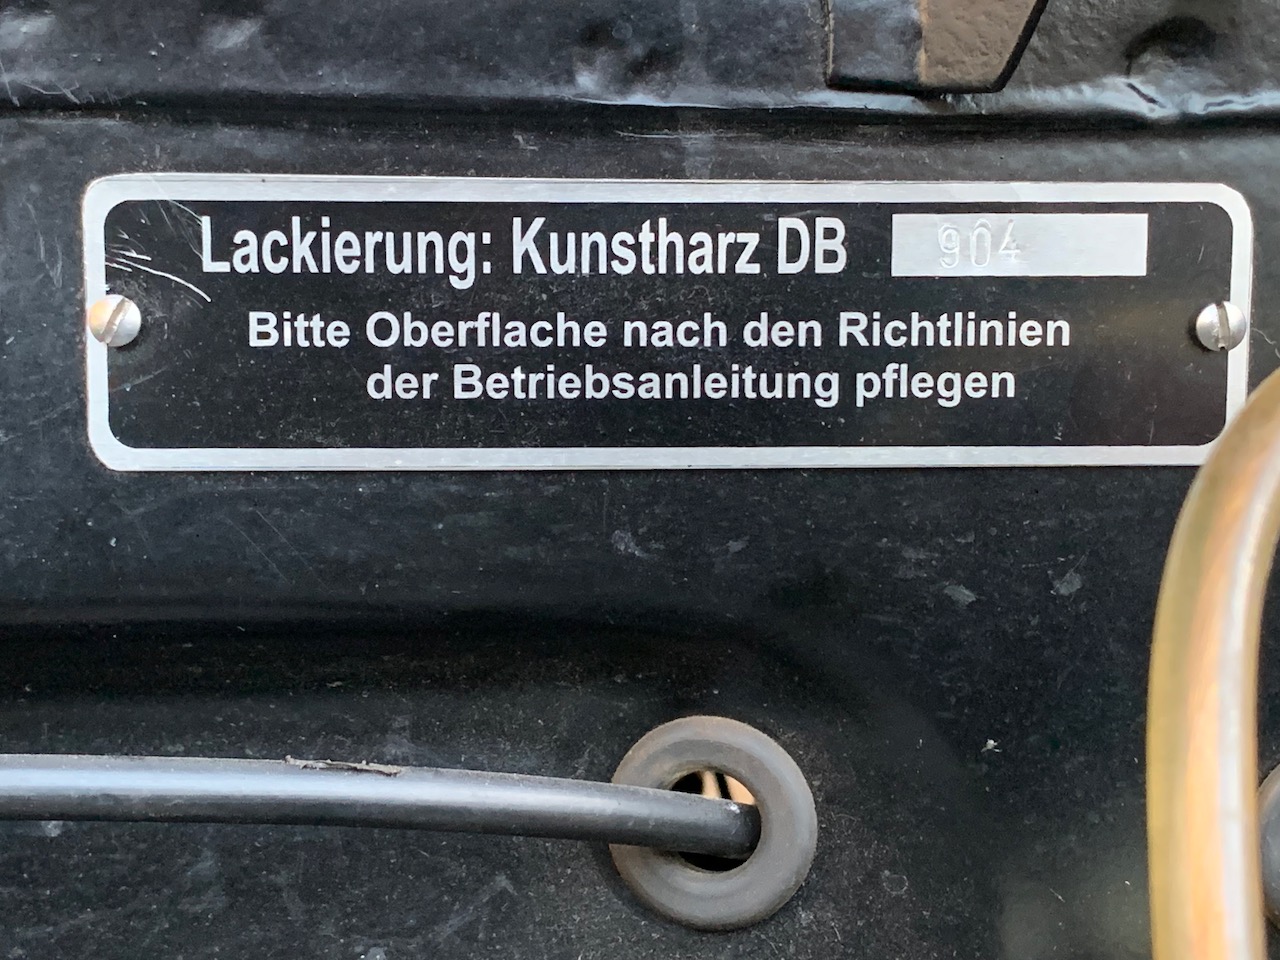 Lackierung: Kunstharz DB 904
Bitte Oberflache nach den Richtlinien
der Betriebsanleitung pflegen